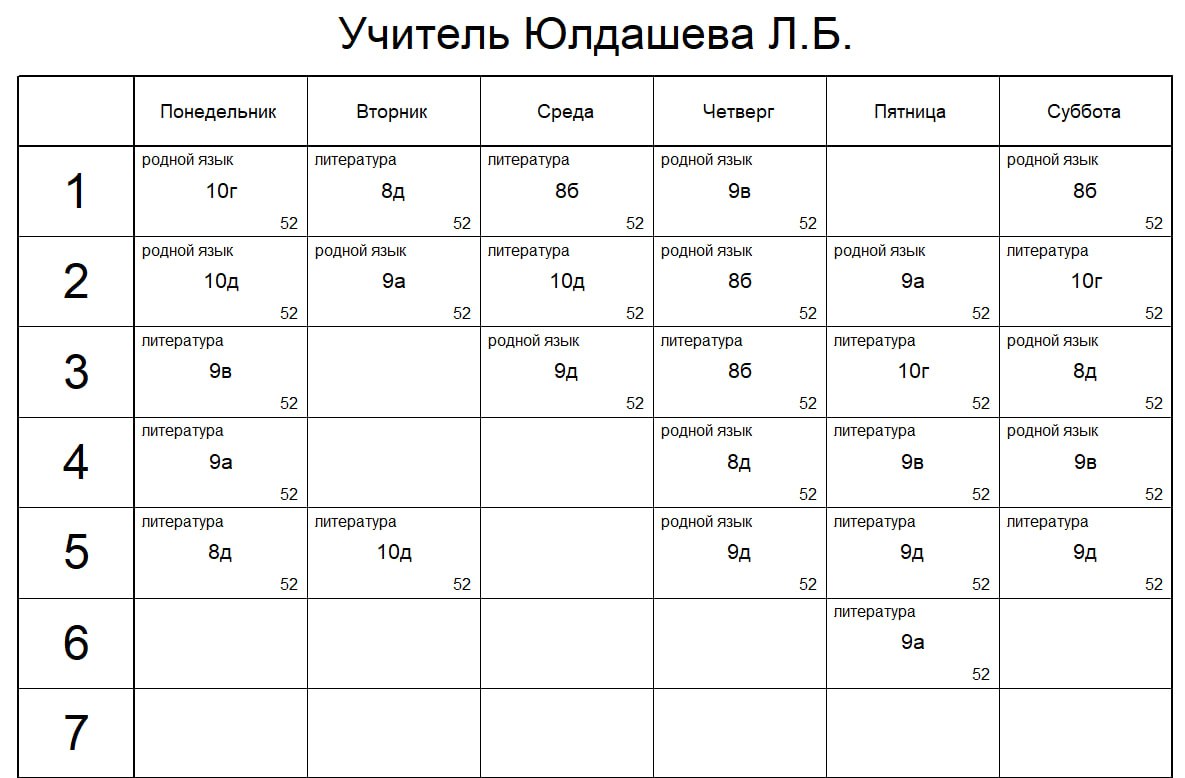 Учитель Юлдашева Л.Б.
Понедельник Вторник Среда Четверг Пятница Суббота
1
родной язык литература литература родной язык родной язык
10г 8д 8б 9в 8б
52 52 52 52 52
2
родной язык родной язык литература родной язык родной язык литература
10д 9а 10д 8б 9а 10г
52 52 52 52 52 52
3
литература родной язык литература литература родной язык
9в 9д 8б 10г 8д
52 52 52 52 52
4
литература родной язык литература родной язык
9а 8д 9в 9в
52 52 52 52
5
литература литература родной язык литература литература
8д 10д 9д 9д 9д
52 52 52 52 52
6
литература
9а
52
7